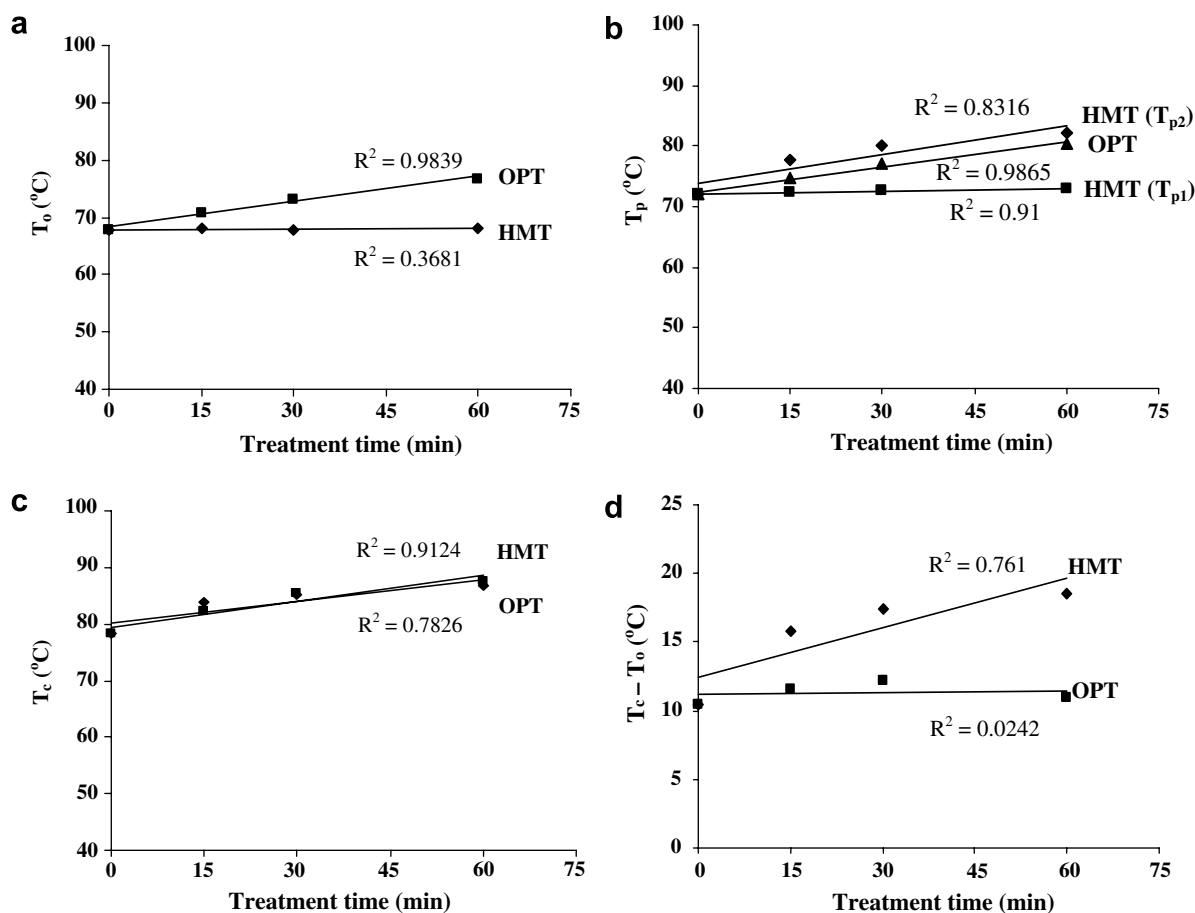 a
100
90
80
70
60
50
40
T₀ (°C)
R² = 0.9839
OPT
HMT
R² = 0.3681
0 15 30 45 60 75
Treatment time (min)
b
100
90
80
70
60
50
40
Tp (°C)
R² = 0.8316
HMT (Tp2)
OPT
R² = 0.9865
HMT (Tp1)
R² = 0.91
0 15 30 45 60 75
Treatment time (min)
c
100
90
80
70
60
50
40
Tc (°C)
R² = 0.9124
HMT
OPT
R² = 0.7826
0 15 30 45 60 75
Treatment time (min)
d
25
20
15
10
5
0
Tc – To (°C)
R² = 0.761
HMT
OPT
R² = 0.0242
0 15 30 45 60 75
Treatment time (min)